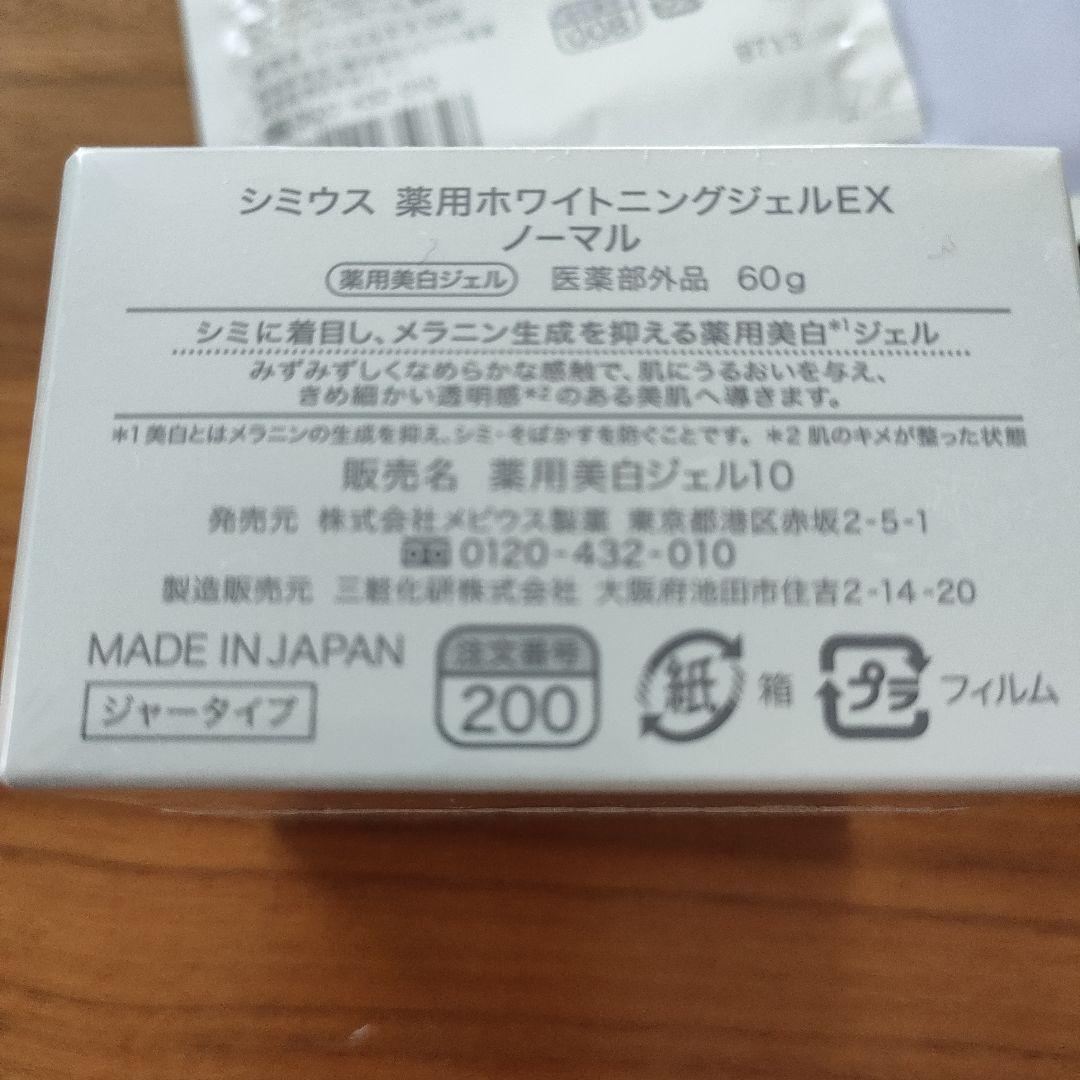 シミウス 薬用ホワイトニングジェルEX
ノーマル
薬用美白ジェル 医薬部外品 60g
シミに着目し、メラニン生成を抑える薬用美白*1ジェル
みずみずしくなめらかな感触で、肌にうるおいを与え、
きめ細かい透明感*2のある美肌へ導きます。
*1 美白とはメラニンの生成を抑え、シミ・そばかすを防ぐことです。 *2 肌のキメが整った状態
販売名 薬用美白ジェル10
発売元 株式会社メビウス製薬 東京都港区赤坂2-5-1
0120-432-010
製造販売元 三粧化研株式会社 大阪府池田市住吉2-14-20
MADE IN JAPAN
ジャータイプ
注文番号
200
紙 箱
プラ フィルム